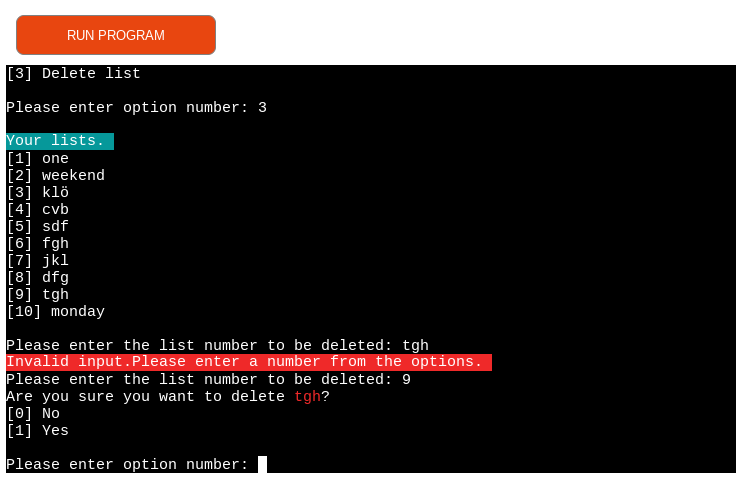 RUN PROGRAM
[3] Delete list
Please enter option number: 3
Your lists.
[1] one
[2] weekend
[3] klö
[4] cvb
[5] sdf
[6] fgh
[7] jkl
[8] dfg
[9] tgh
[10] monday
Please enter the list number to be deleted: tgh
Invalid input.Please enter a number from the options.
Please enter the list number to be deleted: 9
Are you sure you want to delete tgh?
[0] No
[1] Yes
Please enter option number: